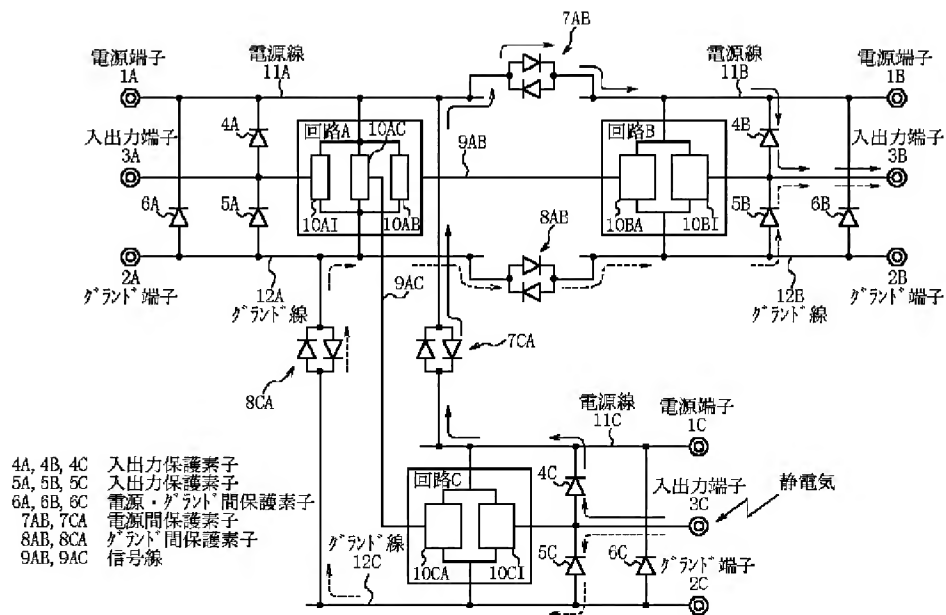 7AB
電源端子
1A
電源線
11A
電源線
11B
電源端子
1B
入出力端子
3A
4A
回路A
10AC
9AB
回路B
4B
入出力端子
3B
6A
5A
10AI
10AB
8AB
10BA
10BI
5B
6B
2A
グランド端子
12A
グランド線
9AC
12B
グランド線
2B
グランド端子
8CA
7CA
電源線
11C
電源端子
1C
4A, 4B, 4C 入出力保護素子
5A, 5B, 5C 入出力保護素子
6A, 6B, 6C 電源・グランド間保護素子
7AB, 7CA 電源間保護素子
8AB, 8CA グランド間保護素子
9AB, 9AC 信号線
回路C
4C
入出力端子
3C
静電気
グランド線
12C
10CA
10CI
5C
6C
グランド端子
2C